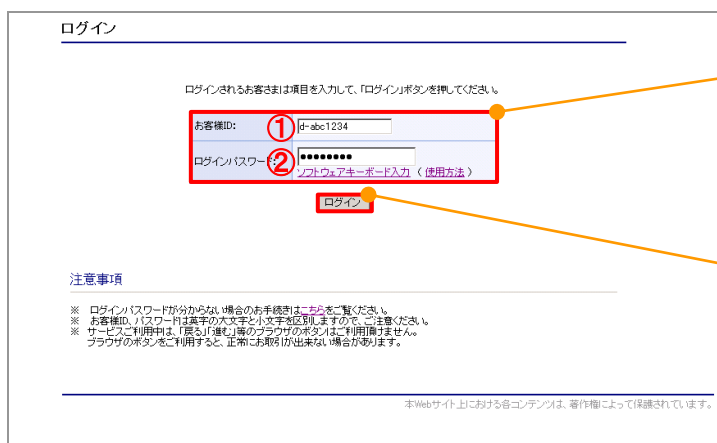 ログイン
ログインされるお客さまは項目を入力して、「ログイン」ボタンを押してください。
お客様ID:
①
d-abc1234
ログインパスワード:
②
●●●●●●●●
ソフトウェアキーボード入力 ( 使用方法 )
ログイン
注意事項
※ ログインパスワードが分からない場合のお手続きはこちらをご覧ください。
※ お客様ID、パスワードは英字の大文字と小文字を区別しますので、ご注意ください。
※ サービスご利用中は、「戻る」「進む」等のブラウザのボタンはご利用頂けません。
ブラウザのボタンをご利用すると、正常にお取引が出来ない場合があります。
本Webサイト上における各コンテンツは、著作権によって保護されています。